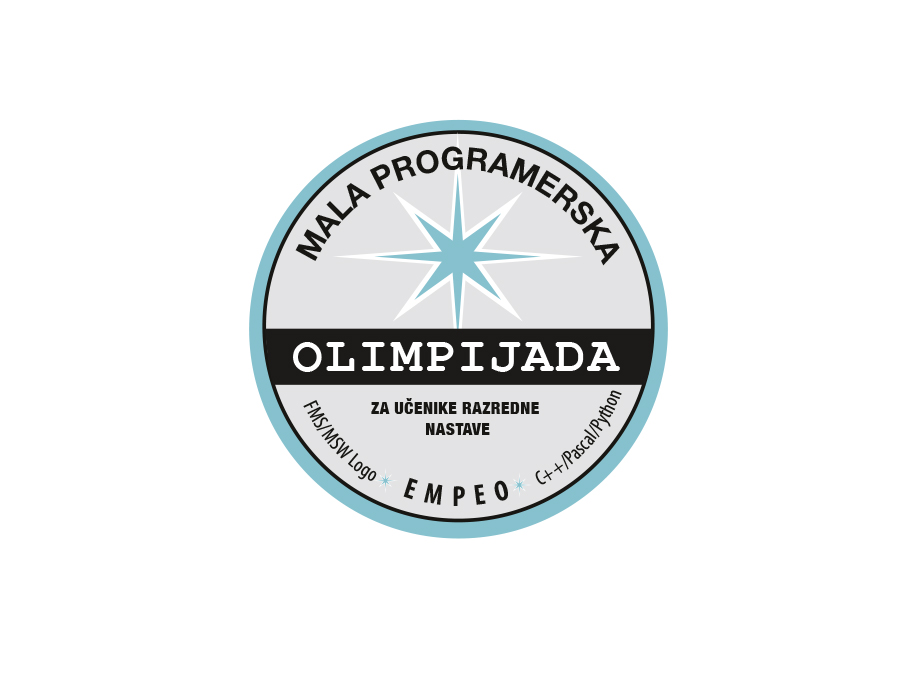 MALA PROGRAMERSKA
OLIMPIJADA
ZA UČENIKE RAZREDNE
NASTAVE
FMS/MSW Logo
EMPEO
C++/Pascal/Python